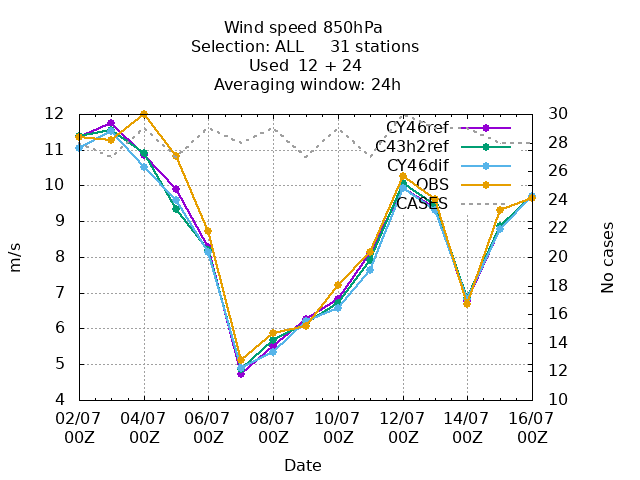 Wind speed 850hPa
Selection: ALL     31 stations
Used  12 + 24
Averaging window: 24h
12
11
10
9
8
7
6
5
4
m/s
30
28
26
24
22
20
18
16
14
12
10
No cases
CY46ref
C43h2ref
CY46dif
OBS
CASES
02/07 04/07 06/07 08/07 10/07 12/07 14/07 16/07
00Z 00Z 00Z 00Z 00Z 00Z 00Z 00Z
Date